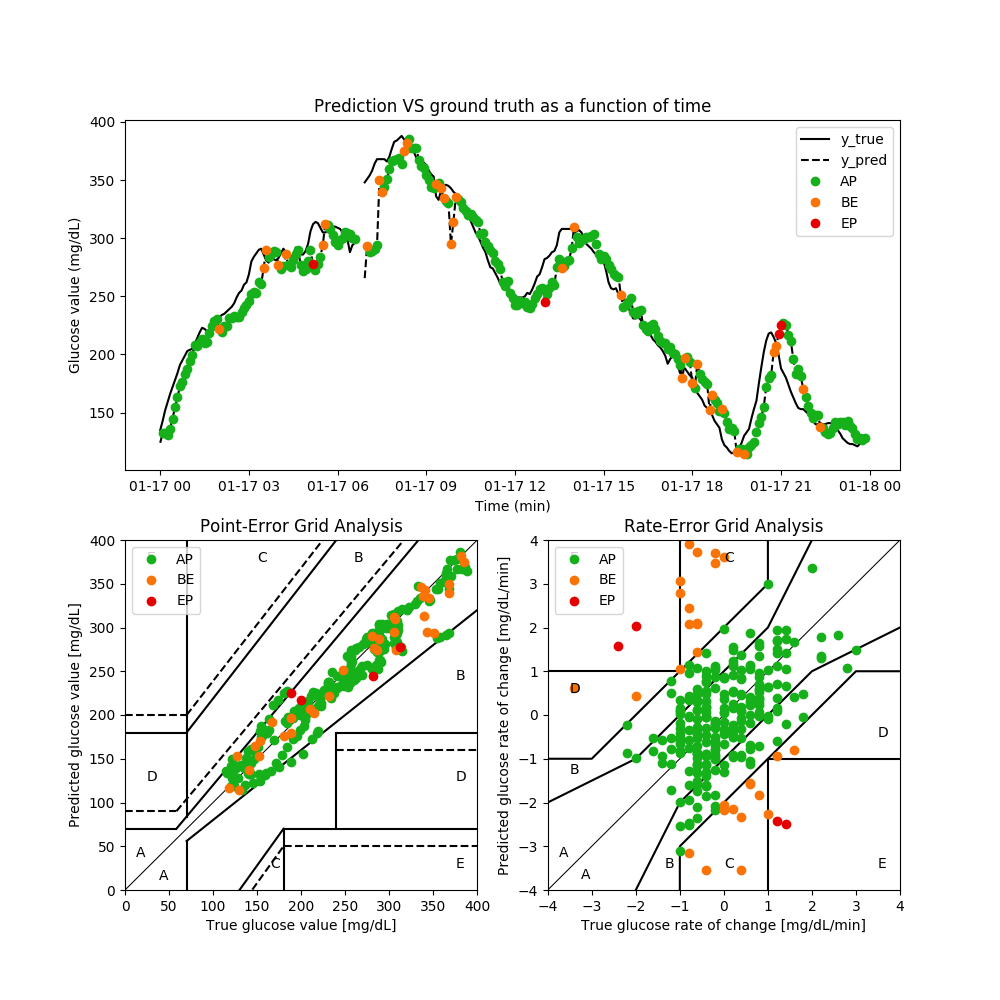 Prediction VS ground truth as a function of time
Glucose value (mg/dL)
400
350
300
250
200
150
y_true
y_pred
AP
BE
EP
01-17 00
01-17 03
01-17 06
01-17 09
01-17 12
01-17 15
01-17 18
01-17 21
01-18 00
Time (min)
Point-Error Grid Analysis
Predicted glucose value [mg/dL]
400
350
300
250
200
150
100
50
0
AP
BE
EP
C
B
B
D
D
A
A
C
E
0
50
100
150
200
250
300
350
400
True glucose value [mg/dL]
Rate-Error Grid Analysis
Predicted glucose rate of change [mg/dL/min]
4
3
2
1
0
−1
−2
−3
−4
AP
BE
EP
C
D
D
B
A
A
B
C
E
−4
−3
−2
−1
0
1
2
3
4
True glucose rate of change [mg/dL/min]